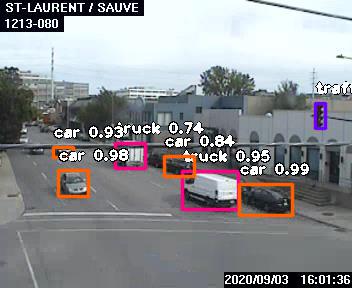 ST-LAURENT / SAUVE
1213-080
traf
car 0.93
truck 0.74
car 0.84
car 0.98
truck 0.95
car 0.99
2020/09/03 16:01:36